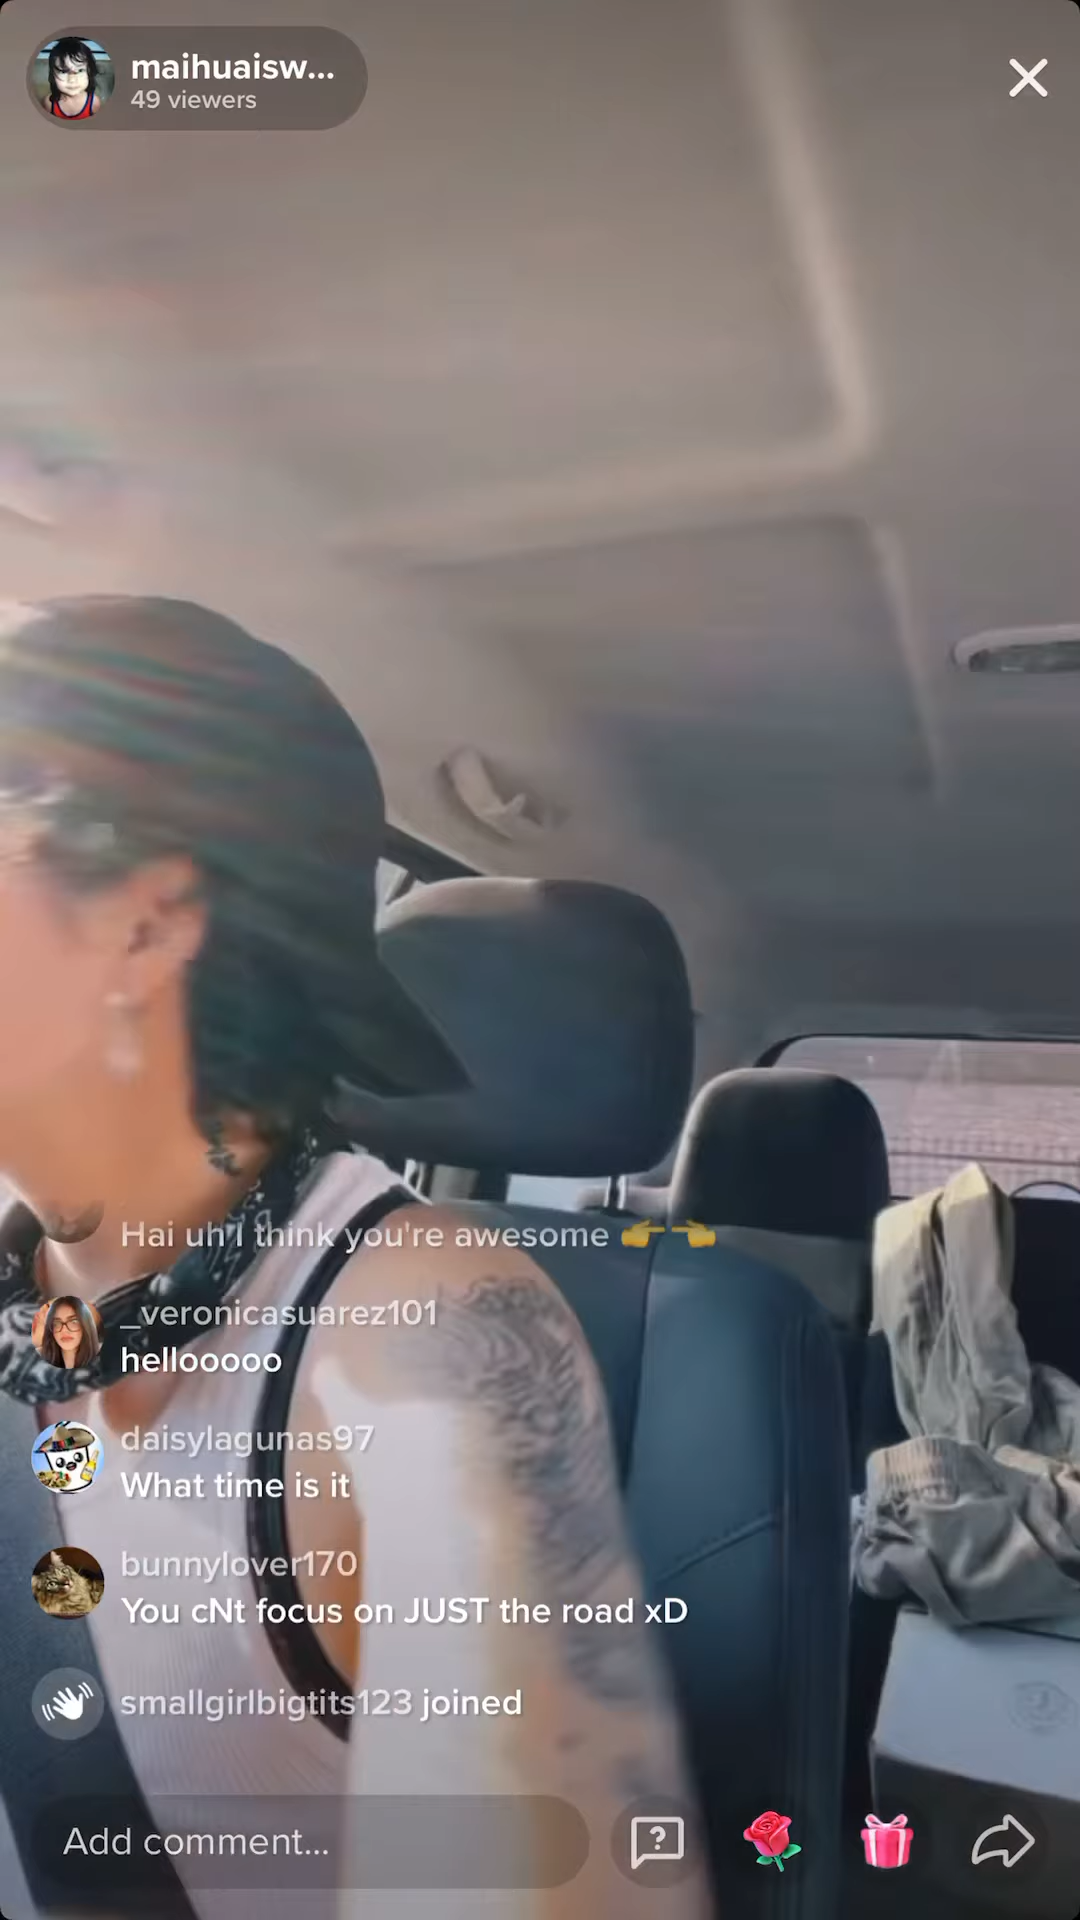 maihuaisw...
49 viewers
Hai uh I think you're awesome 🫱🫲
_veronicasuarez101
hellooooo
daisylagunas97
What time is it
bunnylover170
You cNt focus on JUST the road xD
smallgirlbigtits123 joined
Add comment...